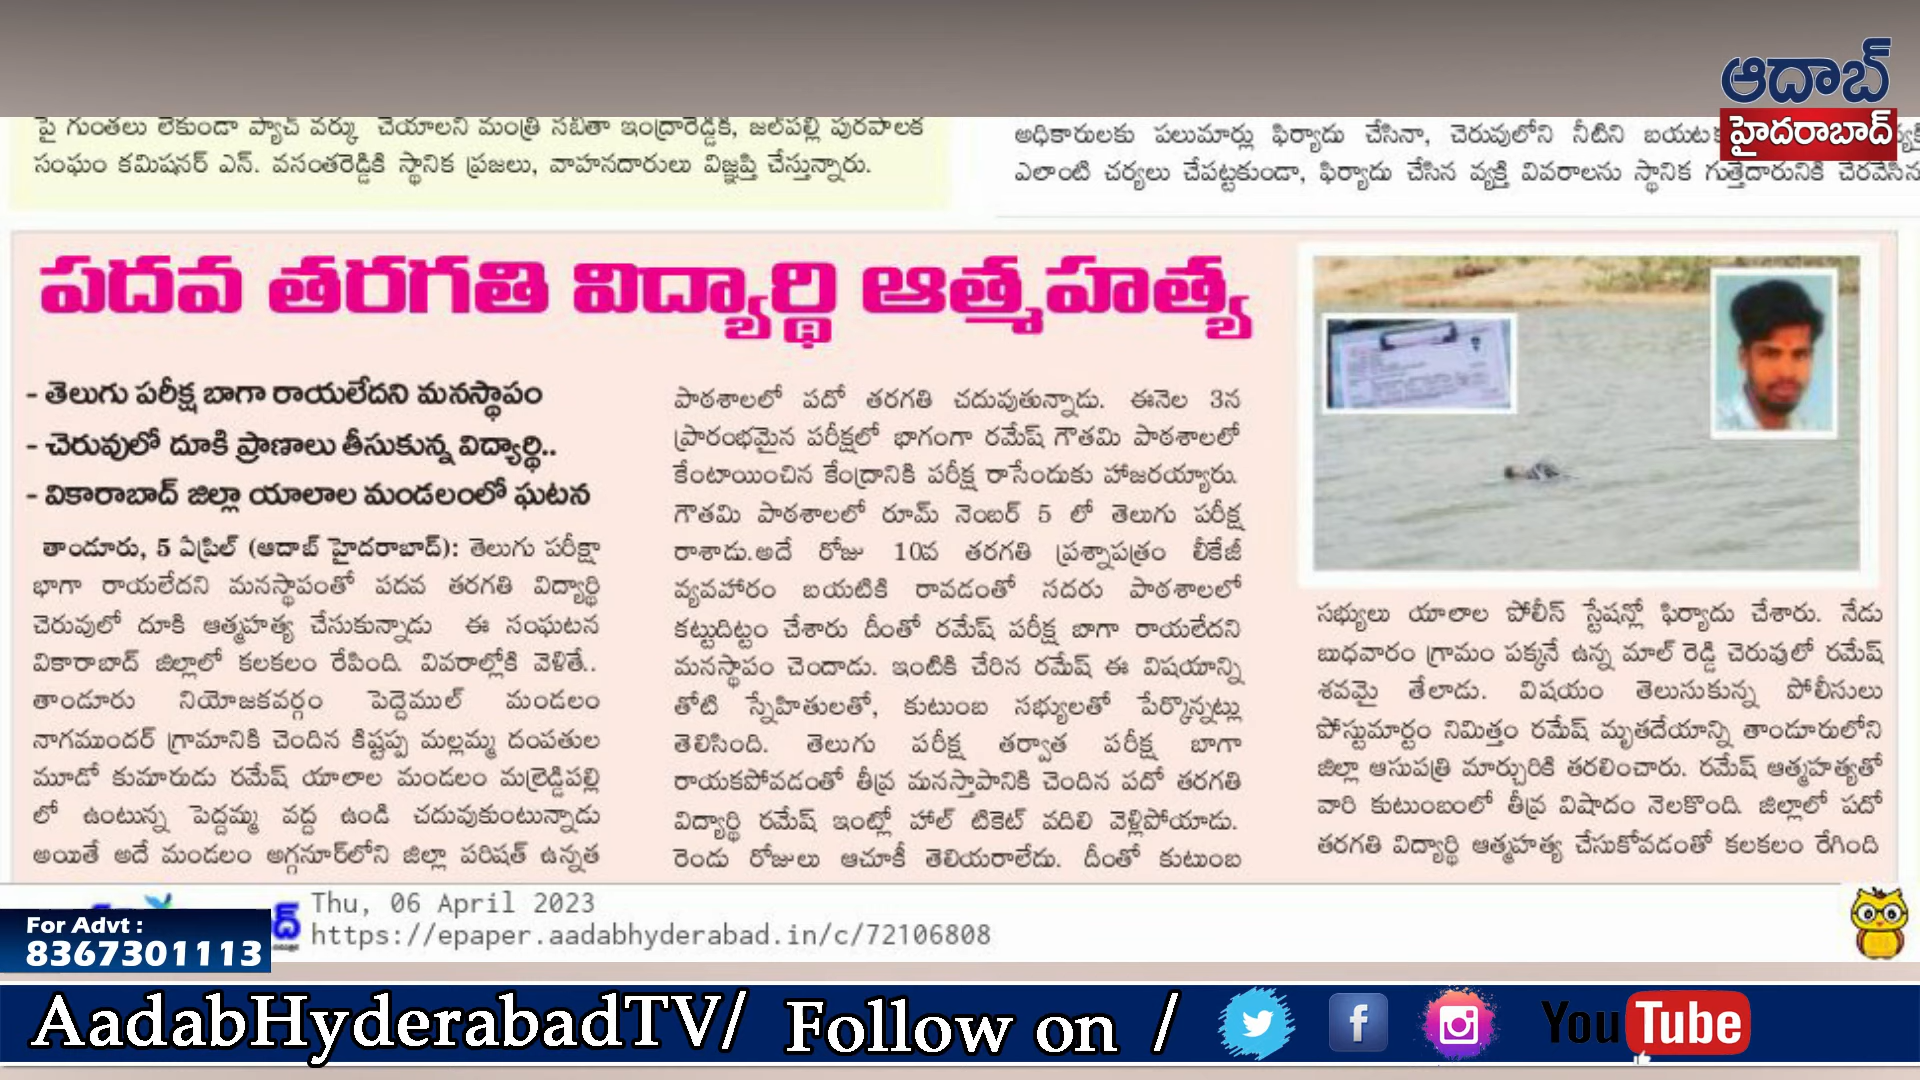 ఆదాబ్
హైదరాబాద్
పై గుంతలు లేకుండా ప్యాచ్ వర్కు చేయాలని మంత్రి సబితా ఇంద్రారెడ్డికి, జల్‌పల్లి పురపాలక
సంఘం కమిషనర్ ఎన్. వసంతరెడ్డికి స్థానిక ప్రజలు, వాహనదారులు విజ్ఞప్తి చేస్తున్నారు.
అధికారులకు పలుమార్లు ఫిర్యాదు చేసినా, చెరువులోని నీటిని
ఎలాంటి చర్యలు చేపట్టకుండా, ఫిర్యాదు చేసిన వ్యక్తి వివరాలను స్థానిక గుత్తెదారునికి చేరవేసిన
పదవ తరగతి విద్యార్థి ఆత్మహత్య
- తెలుగు పరీక్ష బాగా రాయలేదని మనస్థాపం
- చెరువులో దూకి ప్రాణాలు తీసుకున్న విద్యార్థి..
- వికారాబాద్ జిల్లా యాలాల మండలంలో ఘటన
తాండూరు, 5 ఏప్రిల్ (ఆదాబ్ హైదరాబాద్): తెలుగు పరీక్షా
భాగా రాయలేదని మనస్థాపంతో పదవ తరగతి విద్యార్థి
చెరువులో దూకి ఆత్మహత్య చేసుకున్నాడు ఈ సంఘటన
వికారాబాద్ జిల్లాలో కలకలం రేపింది. వివరాల్లోకి వెళితే..
తాండూరు నియోజకవర్గం పెద్దెముల్ మండలం
నాగముందర్ గ్రామానికి చెందిన కిష్టప్ప మల్లమ్మ దంపతుల
మూడో కుమారుడు రమేష్ యాలాల మండలం మల్రెడ్డిపల్లి
లో ఉంటున్న పెద్దమ్మ వద్ద ఉండి చదువుకుంటున్నాడు
అయితే అదే మండలం అగ్గనూర్‌లోని జిల్లా పరిషత్ ఉన్నత
పాఠశాలలో పదో తరగతి చదువుతున్నాడు. ఈనెల 3న
ప్రారంభమైన పరీక్షలో భాగంగా రమేష్ గౌతమి పాఠశాలలో
కేంటాయించిన కేంద్రానికి పరీక్ష రాసేందుకు హాజరయ్యారు.
గౌతమి పాఠశాలలో రూమ్ నెంబర్ 5 లో తెలుగు పరీక్ష
రాశాడు.అదే రోజు 10వ తరగతి ప్రశ్నాపత్రం లీకేజీ
వ్యవహారం బయటికి రావడంతో సదరు పాఠశాలలో
కట్టుదిట్టం చేశారు దీంతో రమేష్ పరీక్ష బాగా రాయలేదని
మనస్థాపం చెందాడు. ఇంటికి చేరిన రమేష్ ఈ విషయాన్ని
తోటి స్నేహితులతో, కుటుంబ సభ్యులతో పేర్కొన్నట్లు
తెలిసింది. తెలుగు పరీక్ష తర్వాత పరీక్ష బాగా
రాయకపోవడంతో తీవ్ర మనస్తాపానికి చెందిన పదో తరగతి
విద్యార్థి రమేష్ ఇంట్లో హాల్ టికెట్ వదిలి వెళ్లిపోయాడు.
రెండు రోజులు ఆచూకీ తెలియరాలేదు. దీంతో కుటుంబ
సభ్యులు యాలాల పోలీస్ స్టేషన్లో ఫిర్యాదు చేశారు. నేడు
బుధవారం గ్రామం పక్కనే ఉన్న మాల్ రెడ్డి చెరువులో రమేష్
శవమై తేలాడు. విషయం తెలుసుకున్న పోలీసులు
పోస్టుమార్టం నిమిత్తం రమేష్ మృతదేయాన్ని తాండూరులోని
జిల్లా ఆసుపత్రి మార్చురికి తరలించారు. రమేష్ ఆత్మహత్యతో
వారి కుటుంబంలో తీవ్ర విషాదం నెలకొంది. జిల్లాలో పదో
తరగతి విద్యార్థి ఆత్మహత్య చేసుకోవడంతో కలకలం రేగింది
Thu, 06 April 2023
https://epaper.aadabhyderabad.in/c/72106808
For Advt :
8367301113
AadabHyderabadTV/ Follow on /
You Tube